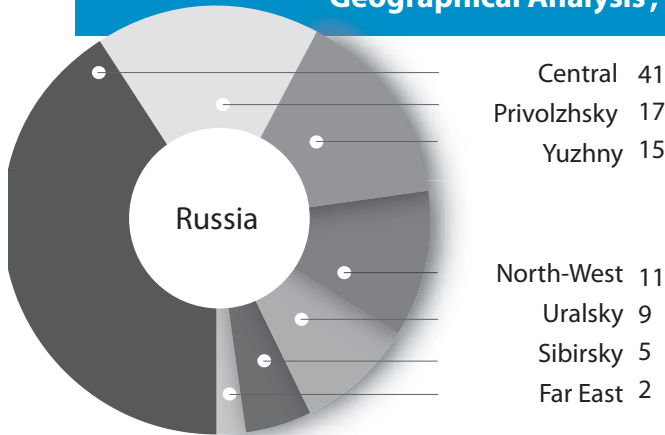 Geographical Analysis,
Russia
Central 41
Privolzhsky 17
Yuzhny 15
North-West 11
Uralsky 9
Sibirsky 5
Far East 2